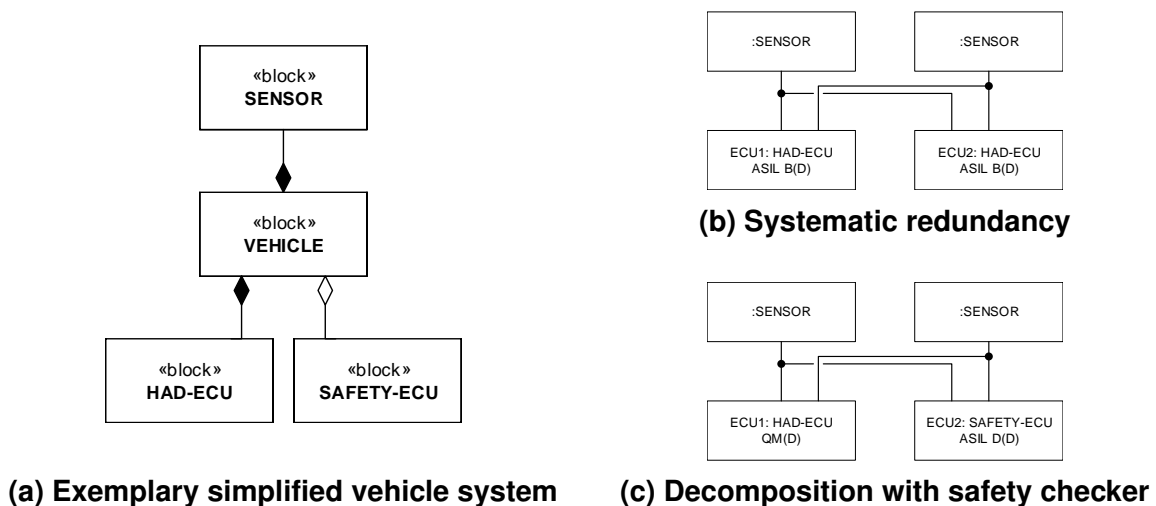 «block»
SENSOR
«block»
VEHICLE
«block»
HAD-ECU
«block»
SAFETY-ECU
(a) Exemplary simplified vehicle system
:SENSOR
:SENSOR
ECU1: HAD-ECU
ASIL B(D)
ECU2: HAD-ECU
ASIL B(D)
(b) Systematic redundancy
:SENSOR
:SENSOR
ECU1: HAD-ECU
QM(D)
ECU2: SAFETY-ECU
ASIL D(D)
(c) Decomposition with safety checker